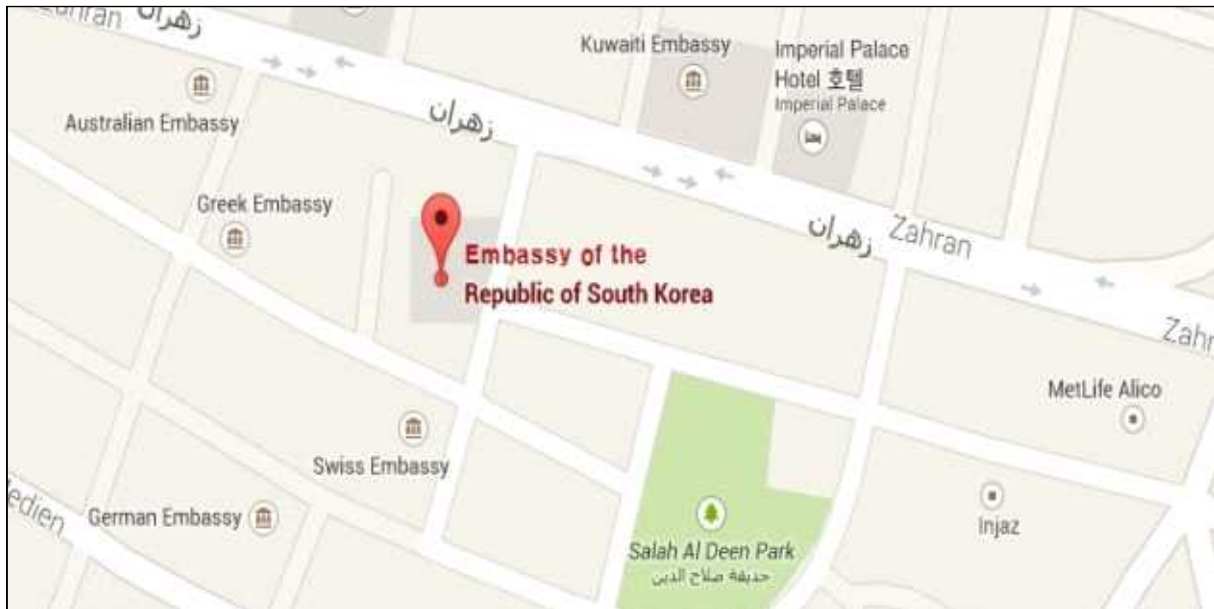 Zahran
زهران
Kuwaiti Embassy
Imperial Palace
Hotel 호텔
Imperial Palace
Australian Embassy
زهران
Greek Embassy
زهران
Zahran
Embassy of the
Republic of South Korea
Zahr
MetLife Alico
Swiss Embassy
edien
German Embassy
Injaz
Salah Al Deen Park
حديقة صلاح الدين